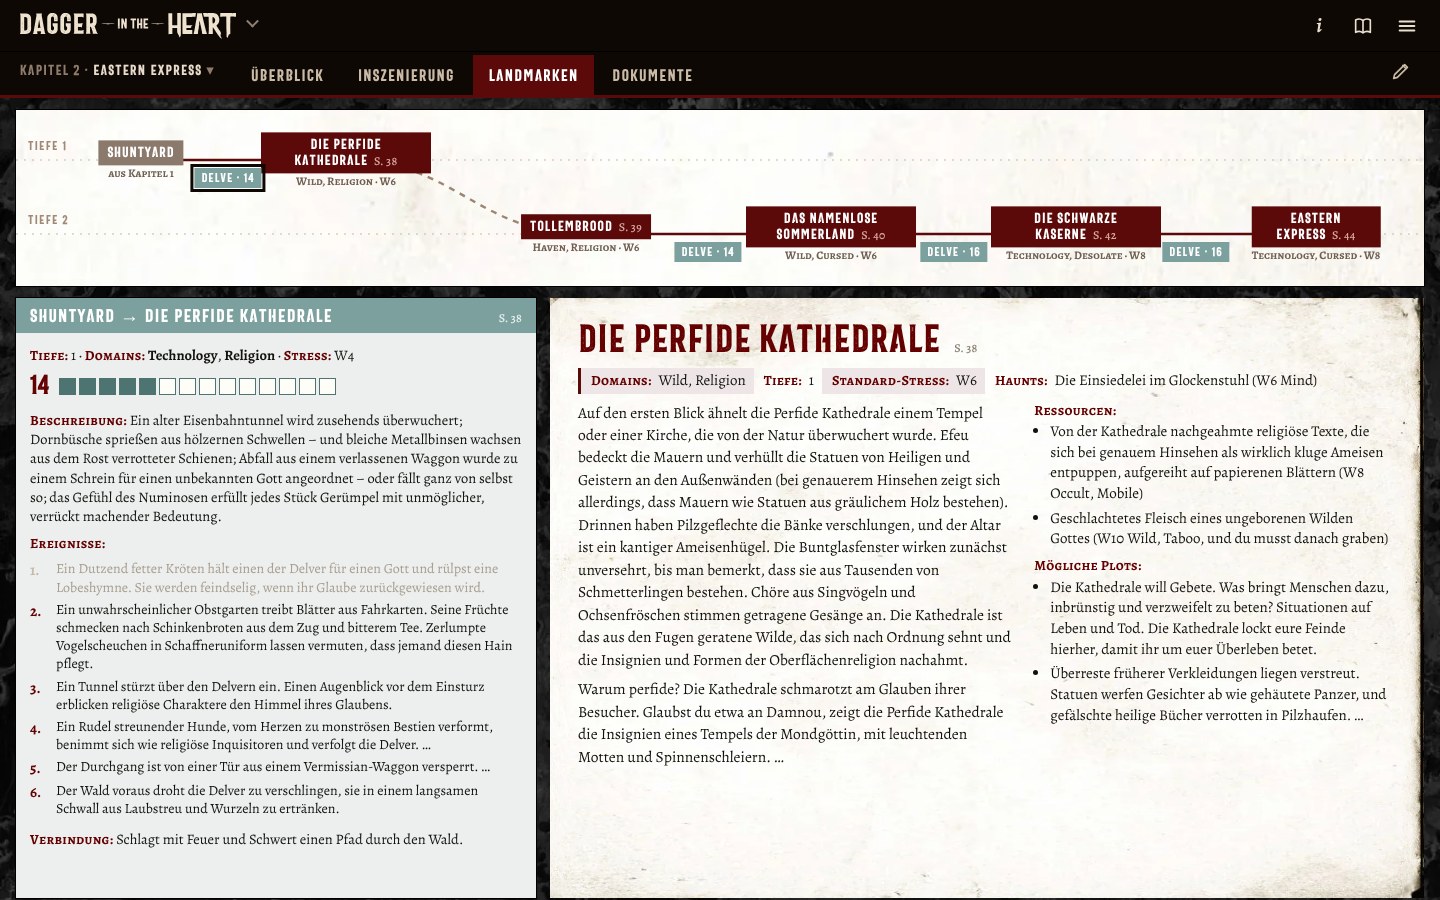 DAGGER IN THE HEART
KAPITEL 2 · EASTERN EXPRESS ▾
ÜBERBLICK
INSZENIERUNG
LANDMARKEN
DOKUMENTE
TIEFE 1
SHUNTYARD
AUS KAPITEL 1
DELVE · 14
DIE PERFIDE
KATHEDRALE S. 38
WILD, RELIGION · W6
TIEFE 2
TOLLEMBROOD S. 39
HAVEN, RELIGION · W6
DELVE · 14
DAS NAMENLOSE
SOMMERLAND S. 40
WILD, CURSED · W6
DELVE · 16
DIE SCHWARZE
KASERNE S. 42
TECHNOLOGY, DESOLATE · W8
DELVE · 16
EASTERN
EXPRESS S. 44
TECHNOLOGY, CURSED · W8
SHUNTYARD → DIE PERFIDE KATHEDRALE S. 38
TIEFE: 1 · DOMAINS: Technology, Religion · STRESS: W4
14
BESCHREIBUNG: Ein alter Eisenbahntunnel wird zusehends überwuchert;
Dornbüsche sprießen aus hölzernen Schwellen – und bleiche Metallbinsen wachsen
aus dem Rost verrotteter Schienen; Abfall aus einem verlassenen Waggon wurde zu
einem Schrein für einen unbekannten Gott angeordnet – oder fällt ganz von selbst
so; das Gefühl des Numinosen erfüllt jedes Stück Gerümpel mit unmöglicher,
verrückt machender Bedeutung.
EREIGNISSE:
1. Ein Dutzend fetter Kröten hält einen der Delver für einen Gott und rülpst eine
Lobeshymne. Sie werden feindselig, wenn ihr Glaube zurückgewiesen wird.
2. Ein unwahrscheinlicher Obstgarten treibt Blätter aus Fahrkarten. Seine Früchte
schmecken nach Schinkenbroten aus dem Zug und bitterem Tee. Zerlumpte
Vogelscheuchen in Schaffneruniform lassen vermuten, dass jemand diesen Hain
pflegt.
3. Ein Tunnel stürzt über den Delvern ein. Einen Augenblick vor dem Einsturz
erblicken religiöse Charaktere den Himmel ihres Glaubens.
4. Ein Rudel streunender Hunde, vom Herzen zu monströsen Bestien verformt,
benimmt sich wie religiöse Inquisitoren und verfolgt die Delver. ...
5. Der Durchgang ist von einer Tür aus einem Vermissian-Waggon versperrt. ...
6. Der Wald voraus droht die Delver zu verschlingen, sie in einem langsamen
Schwall aus Laubstreu und Wurzeln zu ertränken.
VERBINDUNG: Schlagt mit Feuer und Schwert einen Pfad durch den Wald.
DIE PERFIDE KATHEDRALE S. 38
DOMAINS: Wild, Religion TIEFE: 1 STANDARD-STRESS: W6 HAUNTS: Die Einsiedelei im Glockenstuhl (W6 Mind)
Auf den ersten Blick ähnelt die Perfide Kathedrale einem Tempel
oder einer Kirche, die von der Natur überwuchert wurde. Efeu
bedeckt die Mauern und verhüllt die Statuen von Heiligen und
Geistern an den Außenwänden (bei genauerem Hinsehen zeigt sich
allerdings, dass Mauern wie Statuen aus gräulichem Holz bestehen).
Drinnen haben Pilzgeflechte die Bänke verschlungen, und der Altar
ist ein kantiger Ameisenhügel. Die Buntglasfenster wirken zunächst
unversehrt, bis man bemerkt, dass sie aus Tausenden von
Schmetterlingen bestehen. Chöre aus Singvögeln und
Ochsenfröschen stimmen getragene Gesänge an. Die Kathedrale ist
das aus den Fugen geratene Wilde, das sich nach Ordnung sehnt und
die Insignien und Formen der Oberflächenreligion nachahmt.
Warum perfide? Die Kathedrale schmarotzt am Glauben ihrer
Besucher. Glaubst du etwa an Damnou, zeigt die Perfide Kathedrale
die Insignien eines Tempels der Mondgöttin, mit leuchtenden
Motten und Spinnenschleiern. ...
RESSOURCEN:
• Von der Kathedrale nachgeahmte religiöse Texte, die
sich bei genauem Hinsehen als wirklich kluge Ameisen
entpuppen, aufgereiht auf papierenen Blättern (W8
Occult, Mobile)
• Geschlachtetes Fleisch eines ungeborenen Wilden
Gottes (W10 Wild, Taboo, und du musst danach graben)
MÖGLICHE PLOTS:
• Die Kathedrale will Gebete. Was bringt Menschen dazu,
inbrünstig und verzweifelt zu beten? Situationen auf
Leben und Tod. Die Kathedrale lockt eure Feinde
hierher, damit ihr um euer Überleben betet.
• Überreste früherer Verkleidungen liegen verstreut.
Statuen werfen Gesichter ab wie gehäutete Panzer, und
gefälschte heilige Bücher verrotten in Pilzhaufen. ...